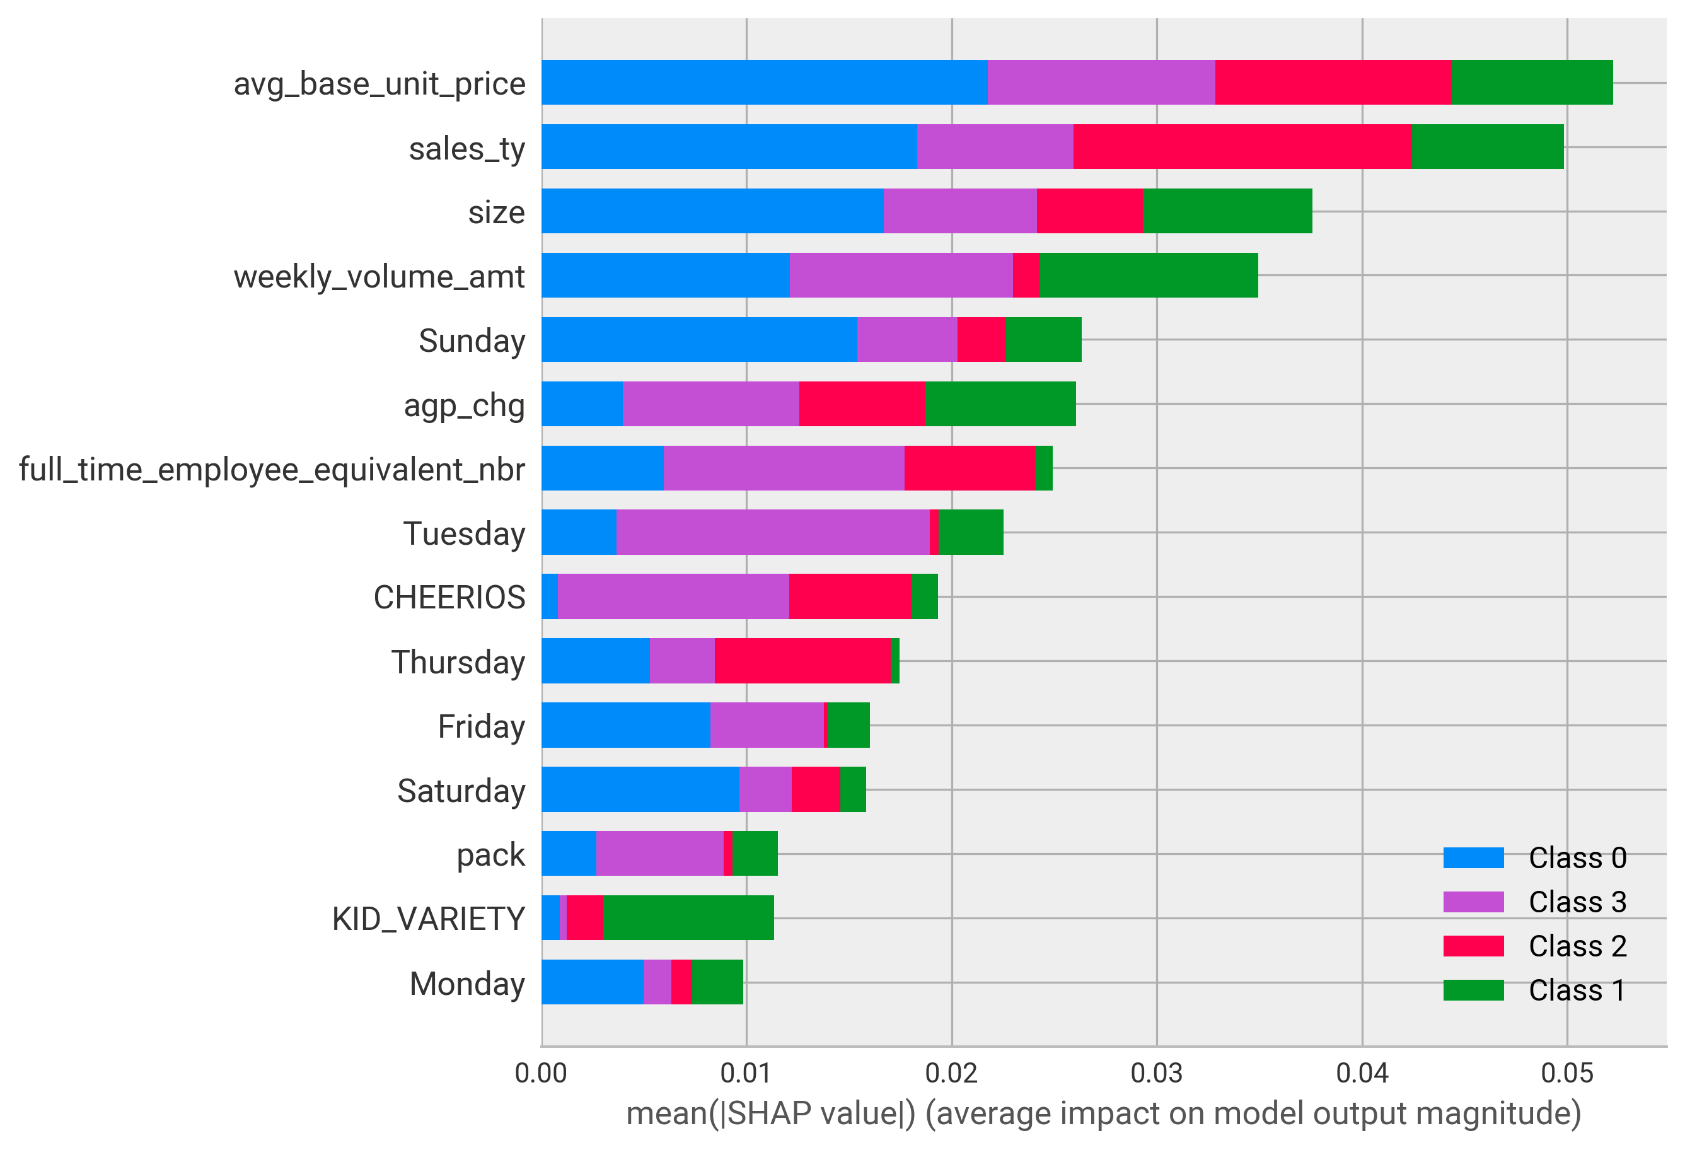 avg_base_unit_price
sales_ty
size
weekly_volume_amt
Sunday
agp_chg
full_time_employee_equivalent_nbr
Tuesday
CHEERIOS
Thursday
Friday
Saturday
pack
KID_VARIETY
Monday
Class 0
Class 3
Class 2
Class 1
0.00 0.01 0.02 0.03 0.04 0.05
mean(|SHAP value|) (average impact on model output magnitude)